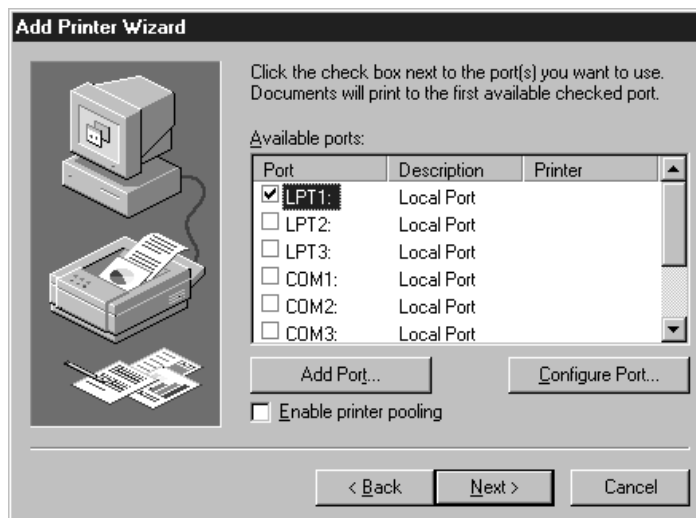 Add Printer Wizard
Click the check box next to the port(s) you want to use.
Documents will print to the first available checked port.
Available ports:
Port Description Printer
LPT1: Local Port
LPT2: Local Port
LPT3: Local Port
COM1: Local Port
COM2: Local Port
COM3: Local Port
Add Port... Configure Port...
Enable printer pooling
< Back Next > Cancel